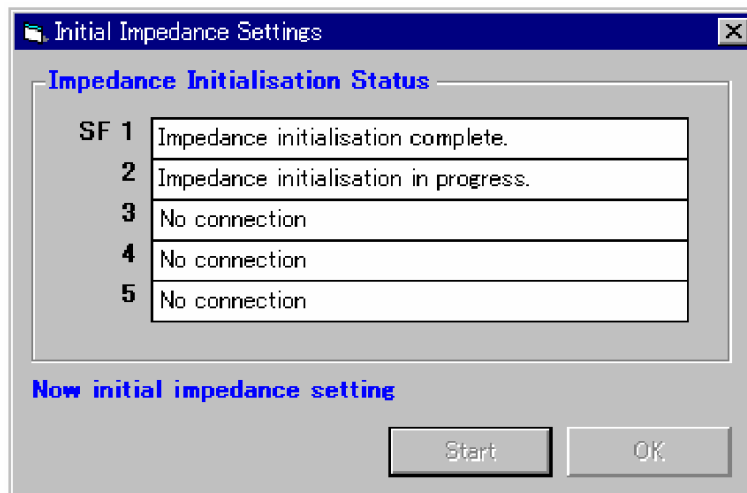 Initial Impedance Settings
Impedance Initialisation Status
SF 1 Impedance initialisation complete.
2 Impedance initialisation in progress.
3 No connection
4 No connection
5 No connection
Now initial impedance setting
Start OK